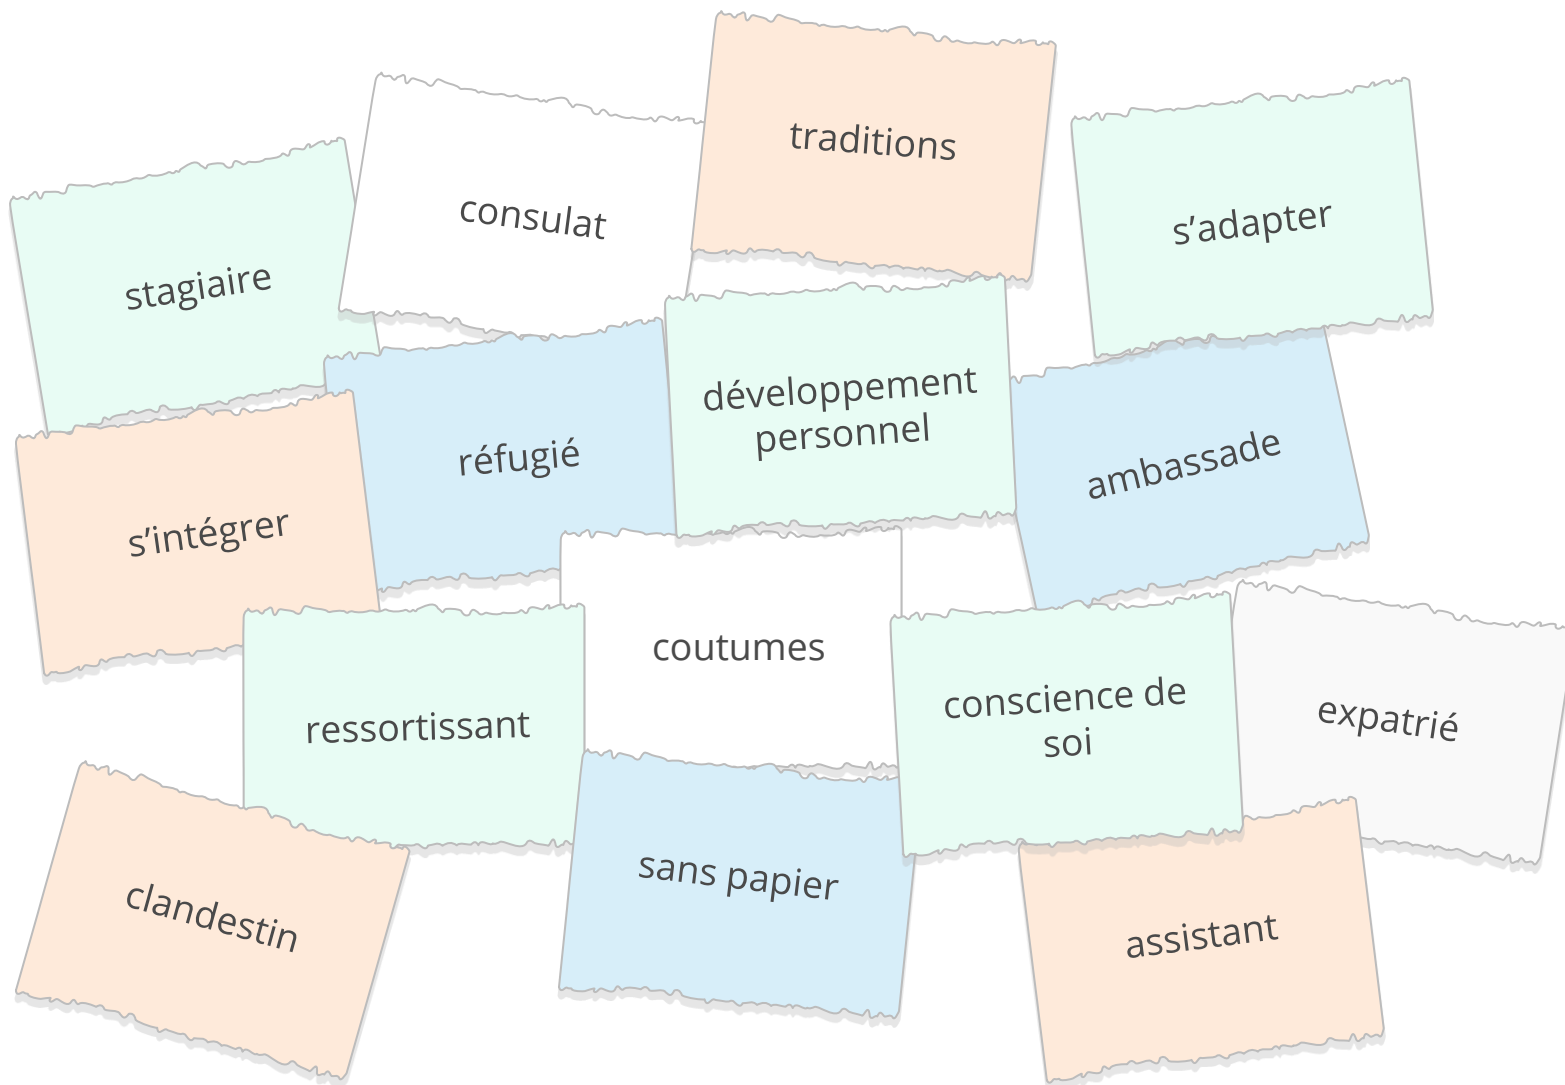 traditions
consulat
s’adapter
stagiaire
développement
personnel
réfugié
ambassade
s’intégrer
coutumes
conscience de
soi
expatrié
ressortissant
sans papier
clandestin
assistant